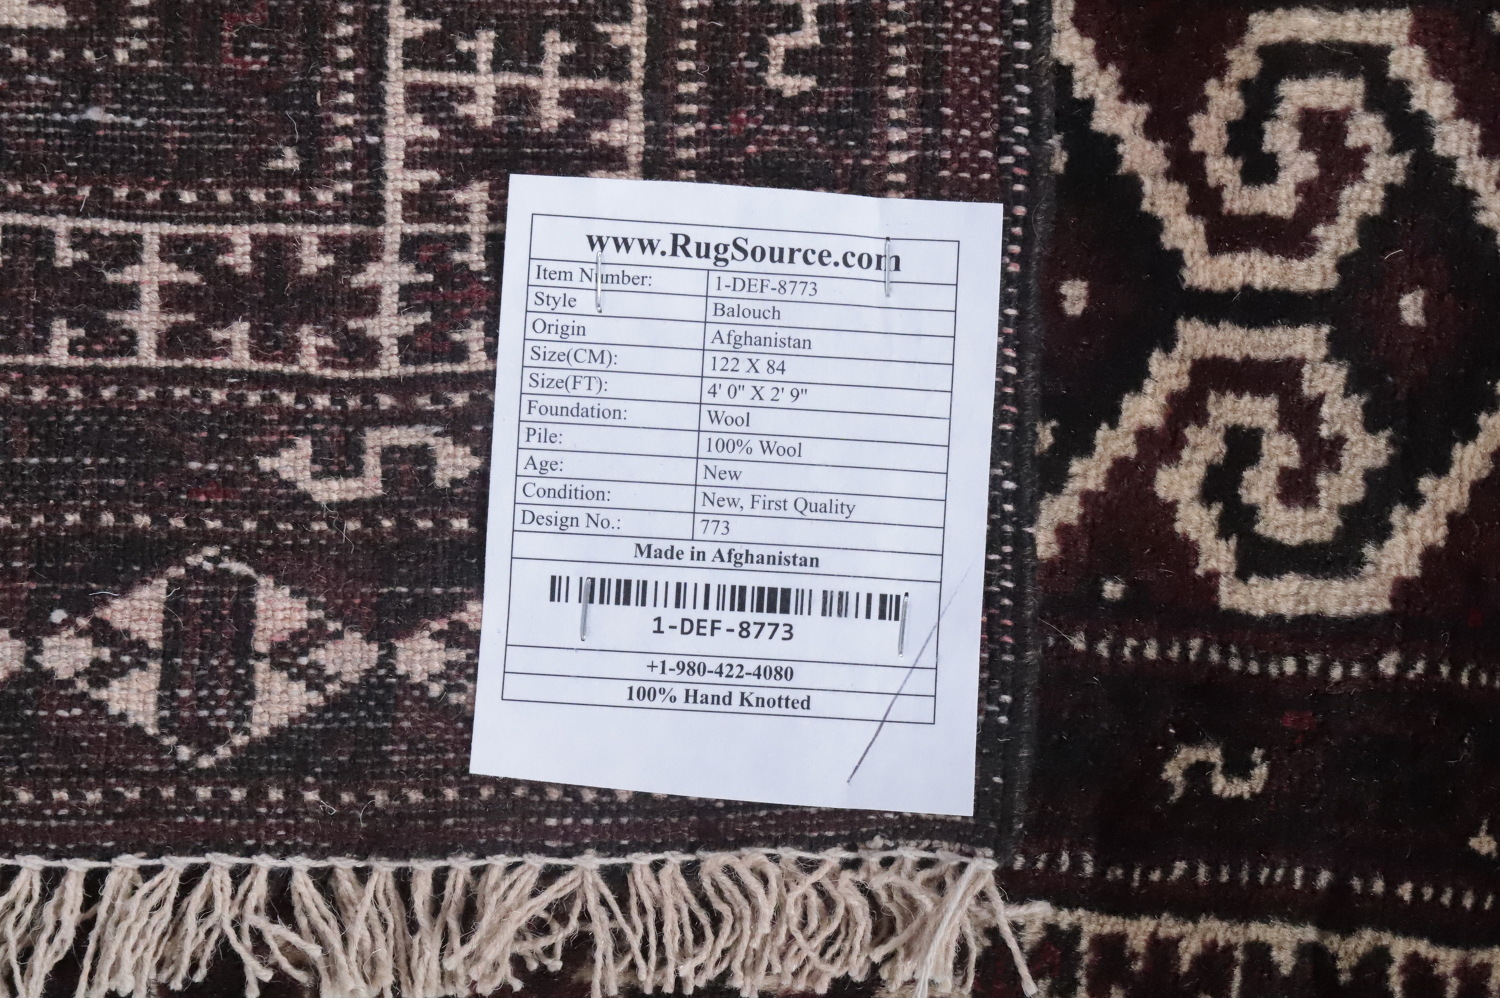 www.RugSource.com
Item Number: 1-DEF-8773
Style Balouch
Origin Afghanistan
Size(CM): 122 X 84
Size(FT): 4' 0" X 2' 9"
Foundation: Wool
Pile: 100% Wool
Age: New
Condition: New, First Quality
Design No.: 773
Made in Afghanistan
1-DEF-8773
+1-980-422-4080
100% Hand Knotted